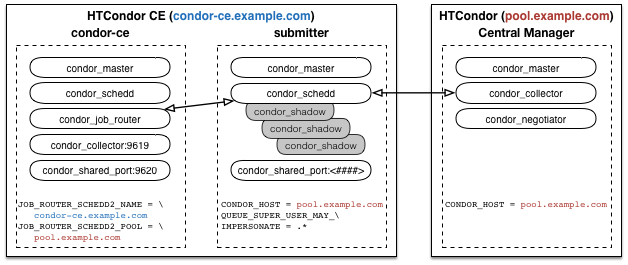 HTCondor CE (condor-ce.example.com)
condor-ce
condor_master
condor_schedd
condor_job_router
condor_collector:9619
condor_shared_port:9620
JOB_ROUTER_SCHEDD2_NAME = \
condor-ce.example.com
JOB_ROUTER_SCHEDD2_POOL = \
pool.example.com
submitter
condor_master
condor_schedd
condor_shadow
condor_shadow
condor_shadow
condor_shared_port:<####>
CONDOR_HOST = pool.example.com
QUEUE_SUPER_USER_MAY_\
IMPERSONATE = .*
HTCondor (pool.example.com)
Central Manager
condor_master
condor_collector
condor_negotiator
CONDOR_HOST = pool.example.com